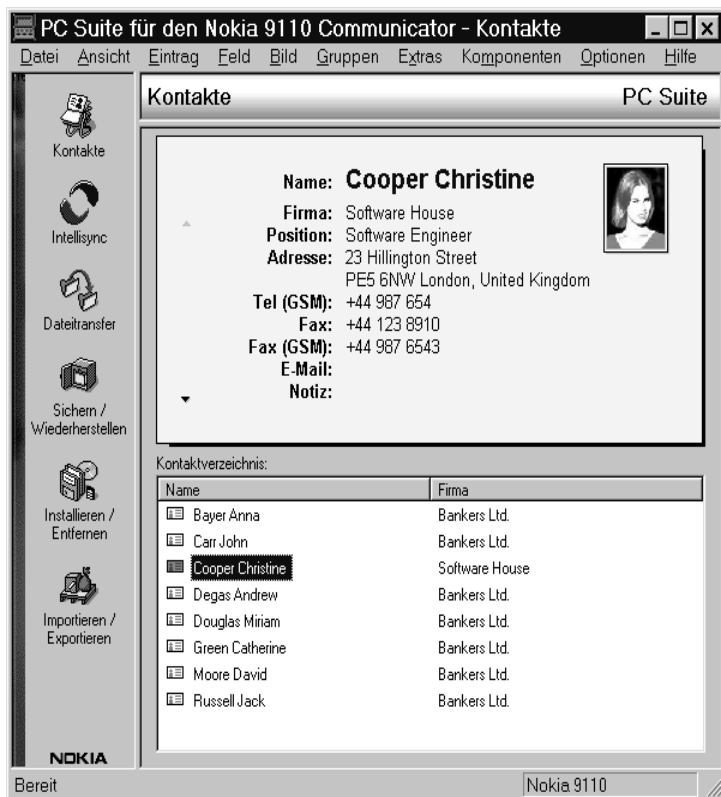 PC Suite für den Nokia 9110 Communicator - Kontakte
Datei Ansicht Eintrag Feld Bild Gruppen Extras Komponenten Optionen Hilfe
Kontakte PC Suite
Kontakte
Intellisync
Dateitransfer
Sichern /
Wiederherstellen
Installieren /
Entfernen
Importieren /
Exportieren
NOKIA
Name: Cooper Christine
Firma: Software House
Position: Software Engineer
Adresse: 23 Hillington Street
PE5 6NW London, United Kingdom
Tel (GSM): +44 987 654
Fax: +44 123 8910
Fax (GSM): +44 987 6543
E-Mail:
Notiz:
Kontaktverzeichnis:
Name Firma
Bayer Anna Bankers Ltd.
Carr John Bankers Ltd.
Cooper Christine Software House
Degas Andrew Bankers Ltd.
Douglas Miriam Bankers Ltd.
Green Catherine Bankers Ltd.
Moore David Bankers Ltd.
Russell Jack Bankers Ltd.
Bereit Nokia 9110